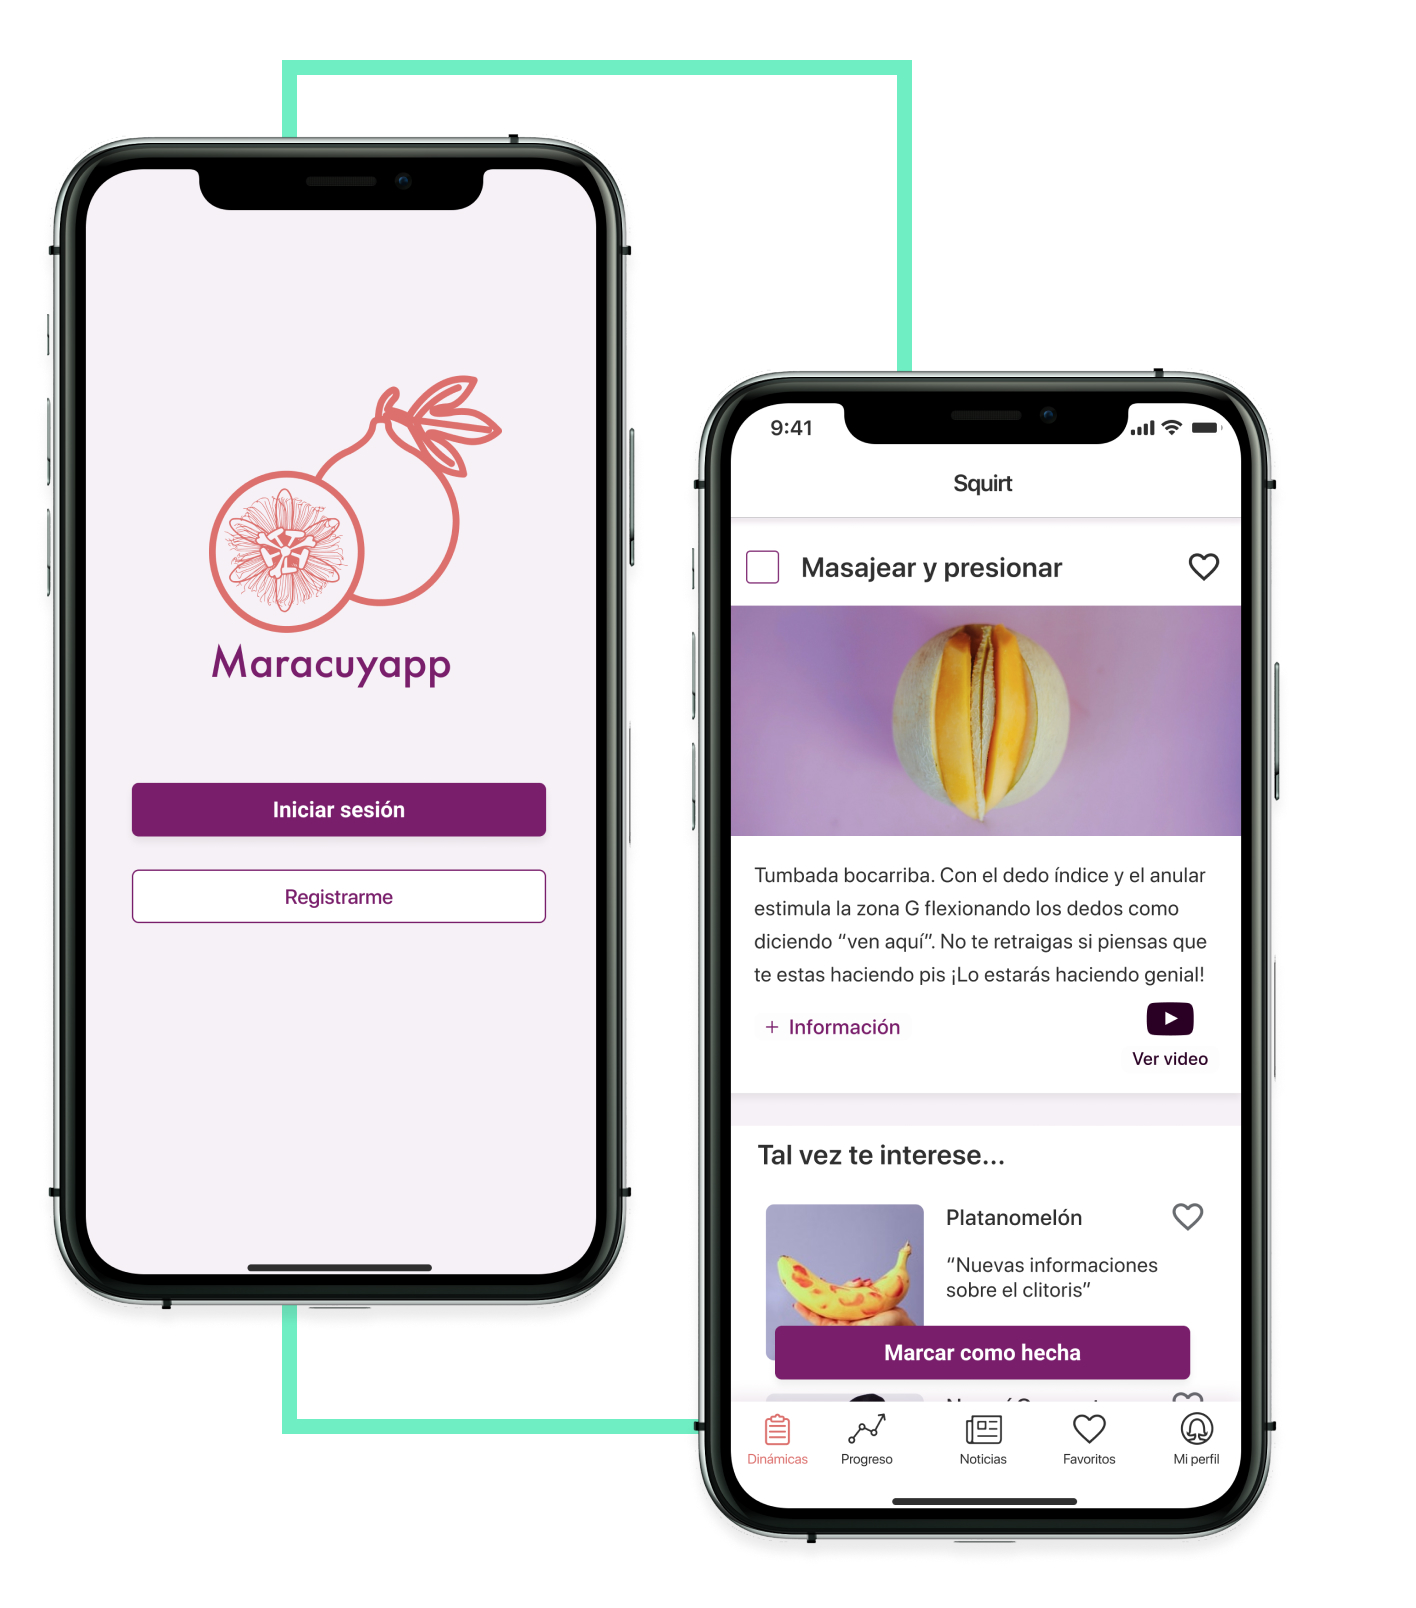 Maracuyapp
Iniciar sesión
Registrarme
9:41
Squirt
Masajear y presionar
Tumbada bocarriba. Con el dedo índice y el anular
estimula la zona G flexionando los dedos como
diciendo “ven aquí”. No te retraigas si piensas que
te estas haciendo pis ¡Lo estarás haciendo genial!
+ Información
Ver video
Tal vez te interese...
Platanomelón
“Nuevas informaciones
sobre el clitoris”
Marcar como hecha
Dinámicas
Progreso
Noticias
Favoritos
Mi perfil